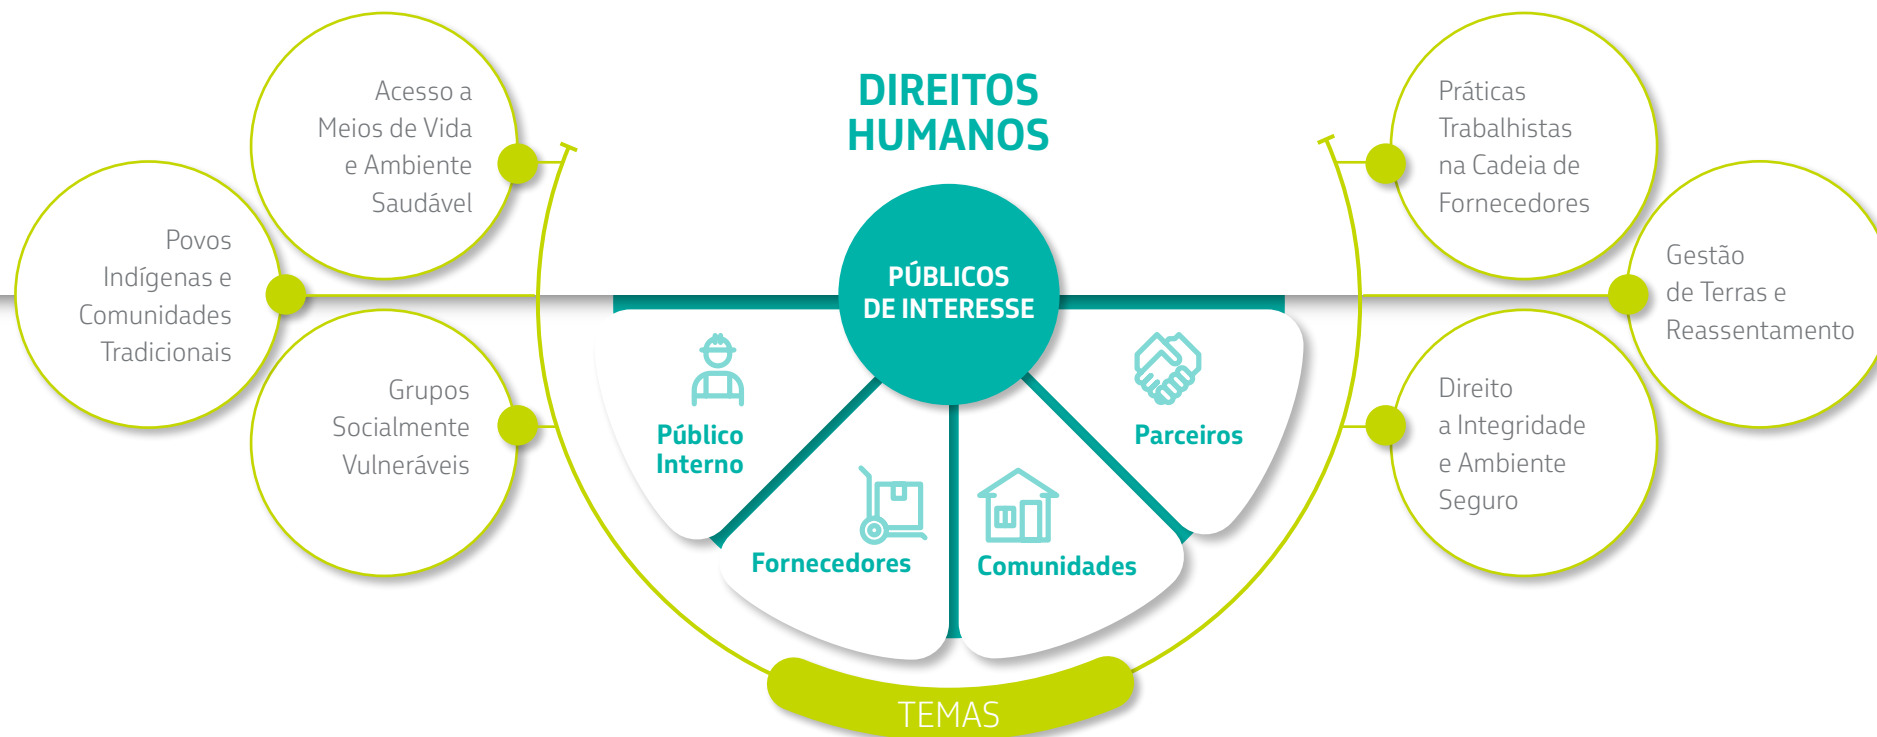 DIREITOS
HUMANOS
Acesso a
Meios de Vida
e Ambiente
Saudável
Povos
Indígenas e
Comunidades
Tradicionais
Grupos
Socialmente
Vulneráveis
PÚBLICOS
DE INTERESSE
Público
Interno
Fornecedores
Comunidades
Parceiros
Práticas
Trabalhistas
na Cadeia de
Fornecedores
Gestão
de Terras e
Reassentamento
Direito
a Integridade
e Ambiente
Seguro
TEMAS